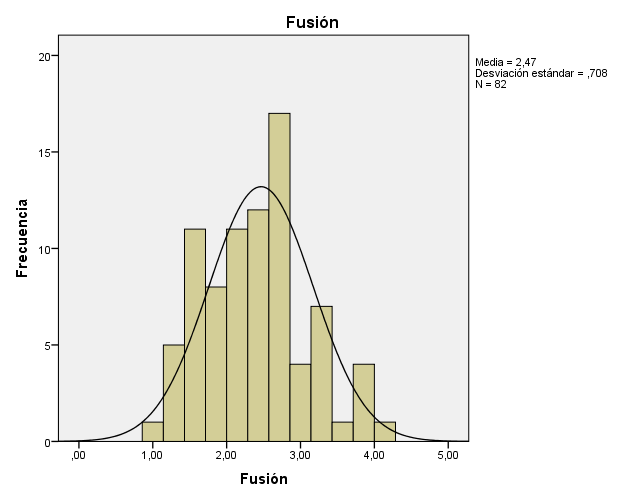 Fusión
Media = 2,47
Desviación estándar = ,708
N = 82
Frecuencia
20
15
10
5
0
,00
1,00
2,00
3,00
4,00
5,00
Fusión